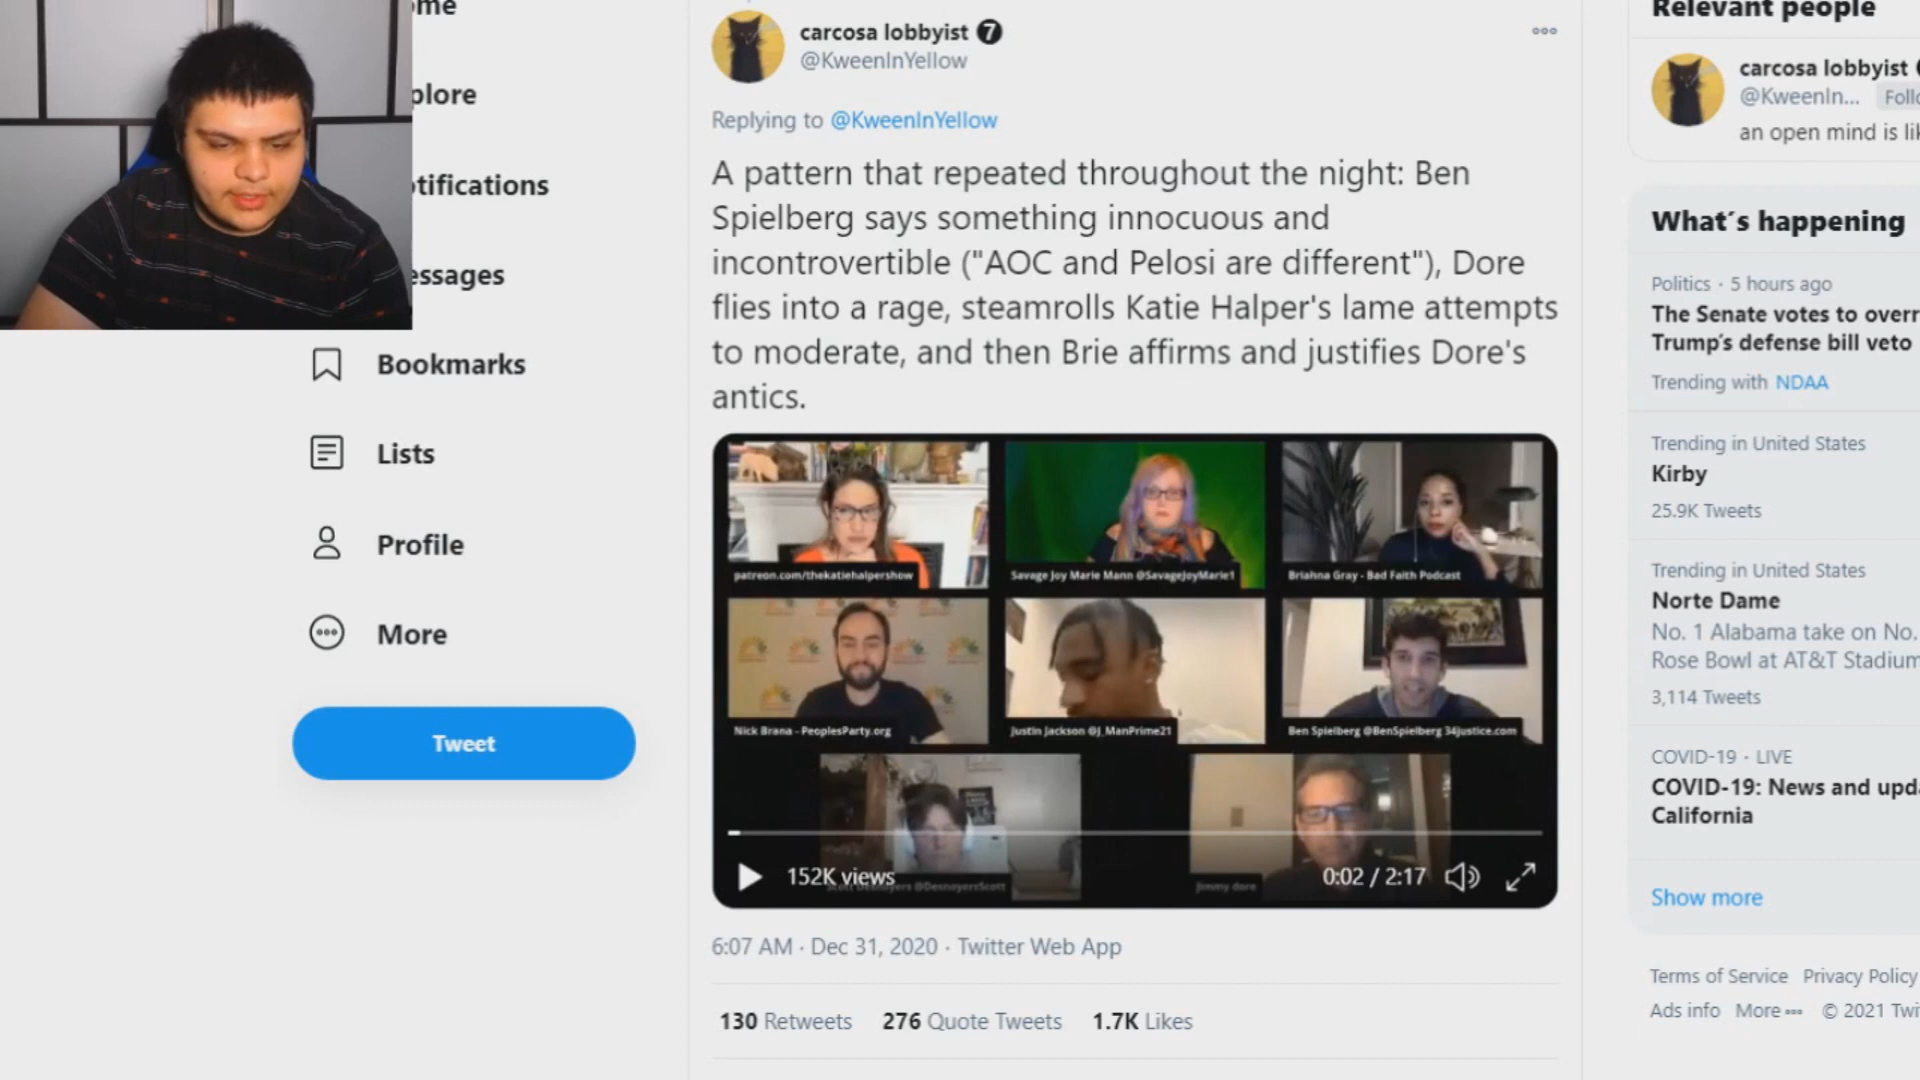 ome
plore
otifications
essages
Bookmarks
Lists
Profile
More
Tweet
carcosa lobbyist 7
@KweenInYellow
Replying to @KweenInYellow
A pattern that repeated throughout the night: Ben
Spielberg says something innocuous and
incontrovertible ("AOC and Pelosi are different"), Dore
flies into a rage, steamrolls Katie Halper's lame attempts
to moderate, and then Brie affirms and justifies Dore's
antics.
patreon.com/thekatiehalpershow
Savage Joy Marie Mann @SavageJoyMarie1
Briahna Gray - Bad Faith Podcast
Nick Brana - PeoplesParty.org
Justin Jackson @J_ManPrime21
Ben Spielberg @BenSpielberg 34justice.com
@DesnoyersScott
Jimmy dore
152K views
0:02 / 2:17
6:07 AM · Dec 31, 2020 · Twitter Web App
130 Retweets 276 Quote Tweets 1.7K Likes
Relevant people
carcosa lobbyist
@KweenIn... Follo
an open mind is lik
What's happening
Politics · 5 hours ago
The Senate votes to overr
Trump's defense bill veto
Trending with NDAA
Trending in United States
Kirby
25.9K Tweets
Trending in United States
Norte Dame
No. 1 Alabama take on No.
Rose Bowl at AT&T Stadium
3,114 Tweets
COVID-19 · LIVE
COVID-19: News and upda
California
Show more
Terms of Service Privacy Policy
Ads info More ··· © 2021 Twi